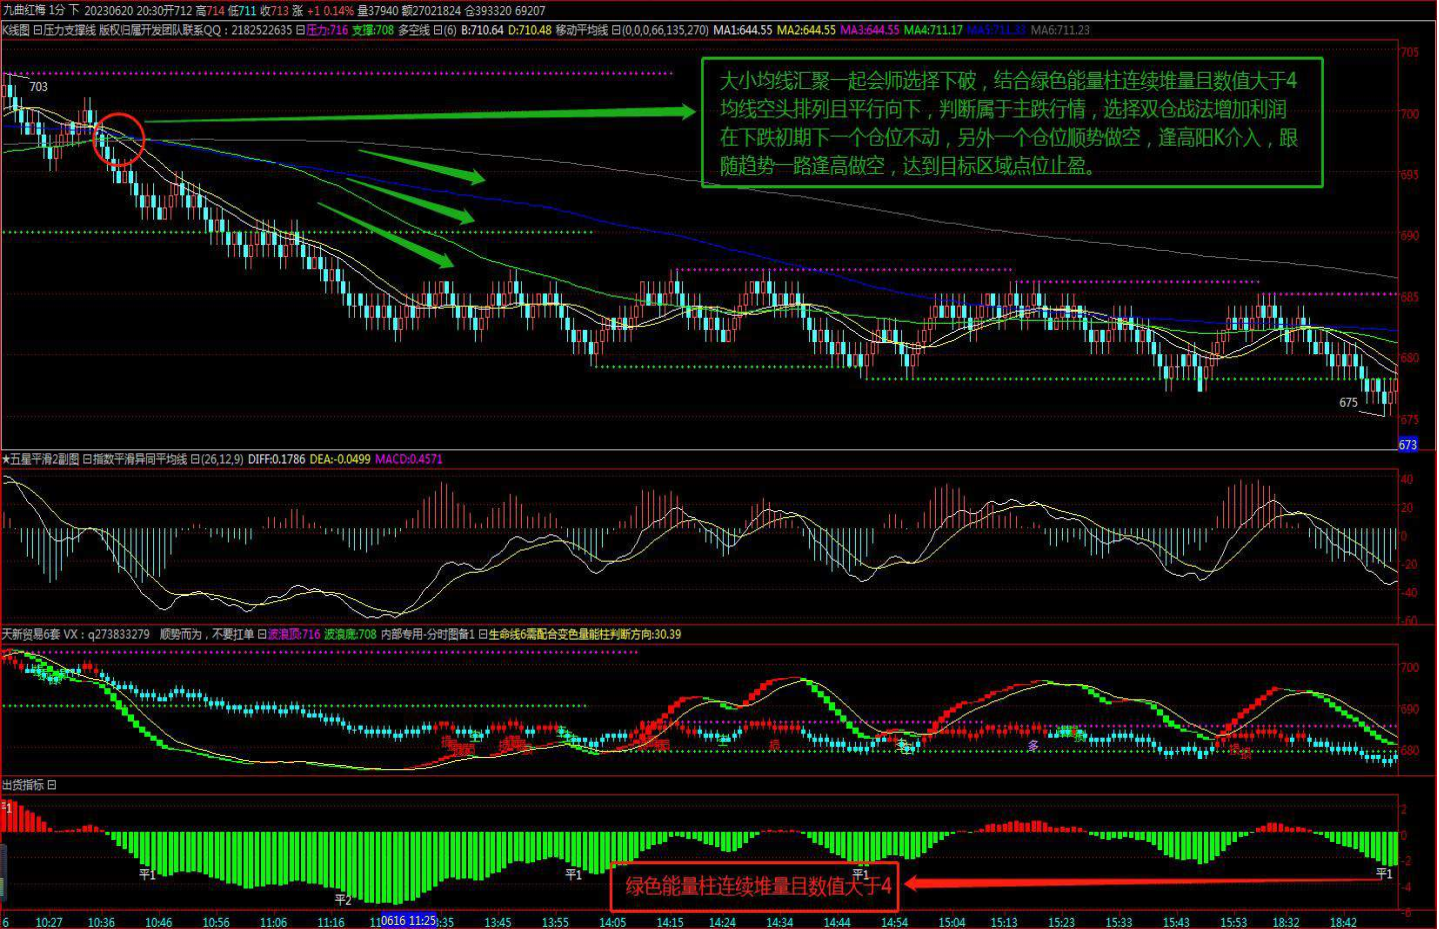 九曲红梅 1分 下 20230620 20:30开712 高714 低711 收713 涨 +1 0.14% 量37940 额27021824 仓393320 69207
K线图 日压力支撑线 版权归属开发团队联系QQ：2182522635 日压力:716 支撑:708 多空线 日(6) B:710.64 D:710.48 移动平均线 日(0,0,0,66,135,270) MA1:644.55 MA2:644.55 MA3:644.55 MA4:711.17 MA5:711.33 MA6:711.23
703
大小均线汇聚一起会师选择下破，结合绿色能量柱连续堆量且数值大于4
均线空头排列且平行向下，判断属于主跌行情，选择双仓战法增加利润
在下跌初期下一个仓位不动，另外一个仓位顺势做空，逢高阳K介入，跟
随趋势一路逢高做空，达到目标区域点位止盈。
705
700
695
690
685
680
675
675
673
★五星平滑2副图 日指数平滑异同平均线 日(26,12,9) DIFF:0.1786 DEA:-0.0499 MACD:0.4571
40
20
0
-20
-40
-60
天新贸易6套 VX：q273833279 顺势而为，不要扛单 日波浪顶:716 波浪底:708 内部专用-分时图备1 日生命线6需配合变色量能柱判断方向:30.39
700
690
680
多
出货指标 日
平1
平1
平2
平1
平1
平1
绿色能量柱连续堆量且数值大于4
2
0
-2
-4
-6
6 10:27 10:36 10:46 10:56 11:06 11:16 0616 11:25 13:45 13:55 14:05 14:15 14:24 14:34 14:44 14:54 15:04 15:13 15:23 15:33 15:43 15:53 18:32 18:42